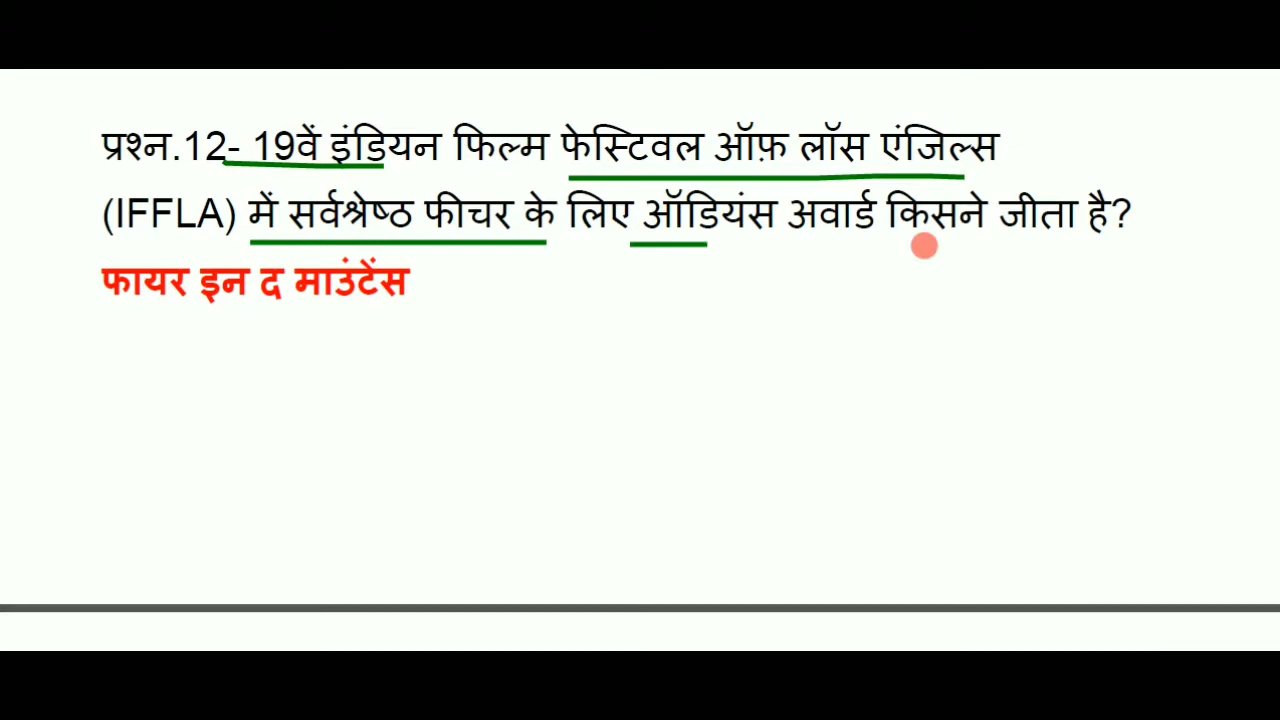 प्रश्न.12- 19वें इंडियन फिल्म फेस्टिवल ऑफ़ लॉस एंजिल्स
(IFFLA) में सर्वश्रेष्ठ फीचर के लिए ऑडियंस अवार्ड किसने जीता है?
फायर इन द माउंटेंस